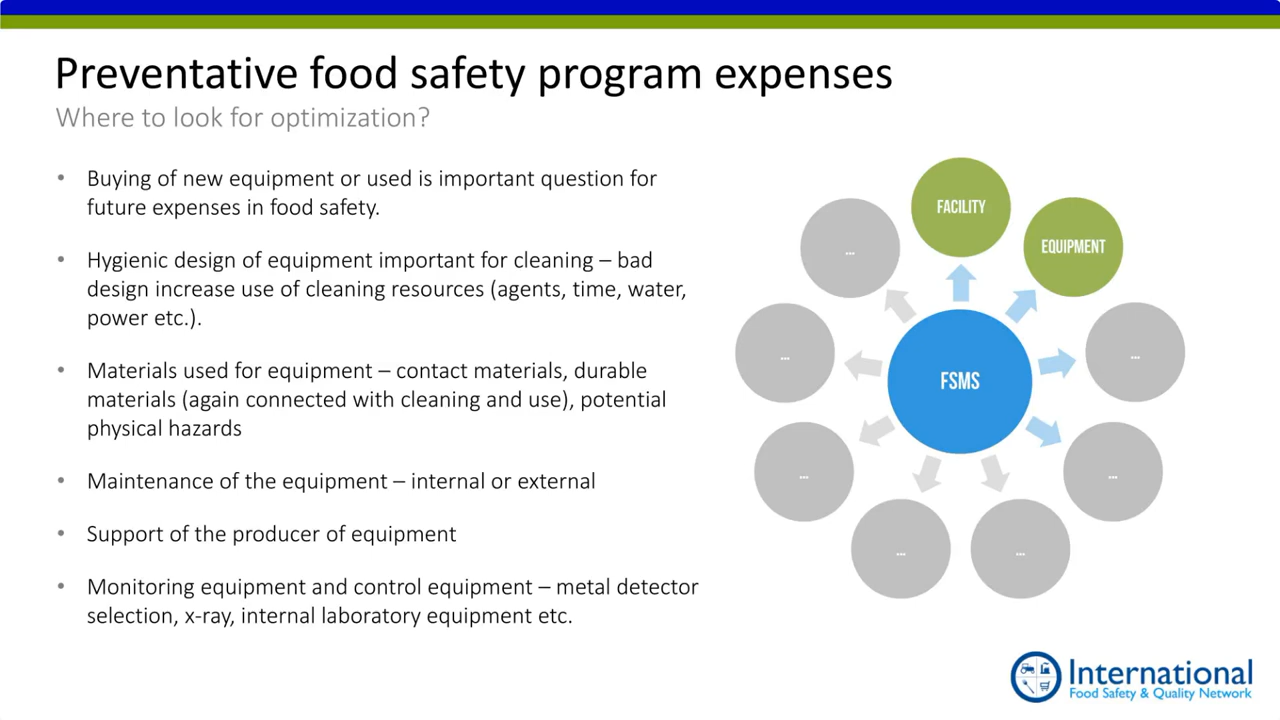 Preventative food safety program expenses
Where to look for optimization?
• Buying of new equipment or used is important question for
future expenses in food safety.
• Hygienic design of equipment important for cleaning – bad
design increase use of cleaning resources (agents, time, water,
power etc.).
• Materials used for equipment – contact materials, durable
materials (again connected with cleaning and use), potential
physical hazards
• Maintenance of the equipment – internal or external
• Support of the producer of equipment
• Monitoring equipment and control equipment – metal detector
selection, x-ray, internal laboratory equipment etc.
FACILITY
EQUIPMENT
...
...
...
...
...
...
...
...
FSMS
International
Food Safety & Quality Network